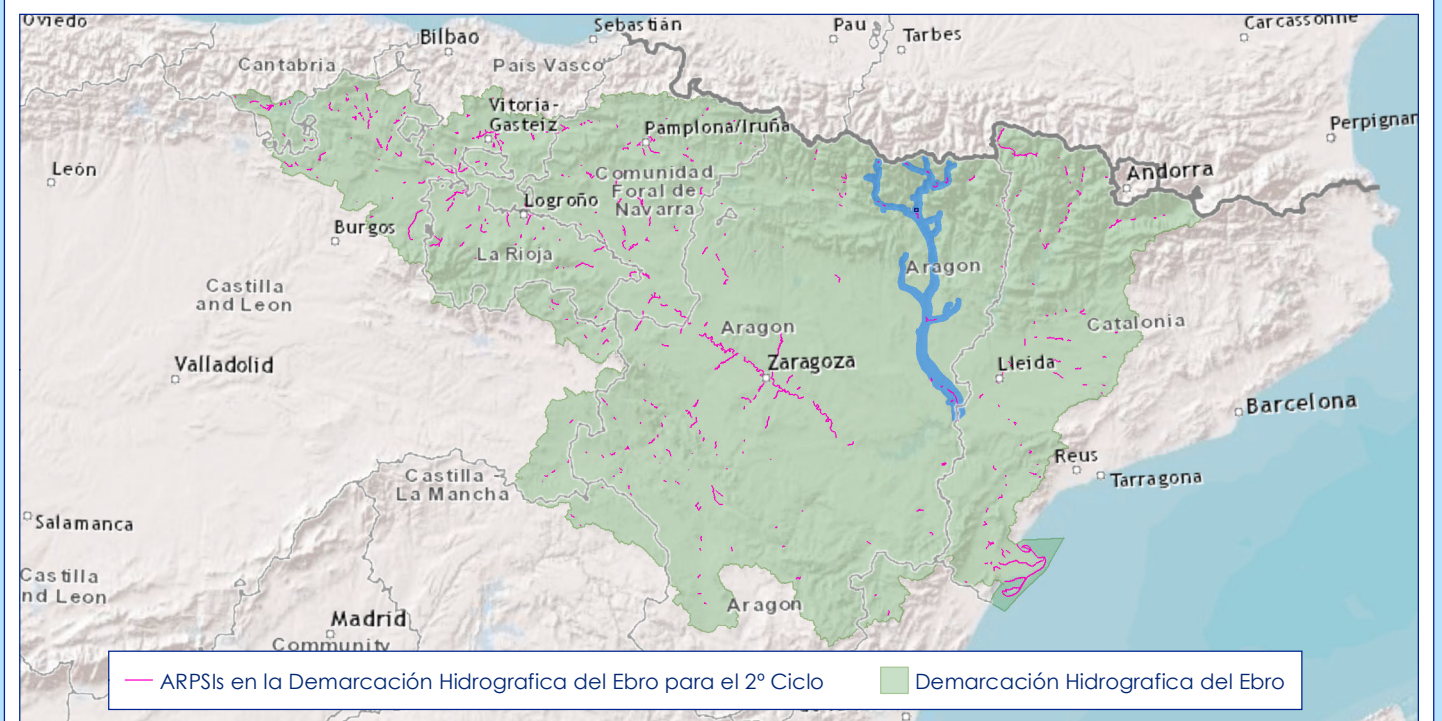 Oviedo
Sebastián
Pau
Tarbes
Carcassonne
Bilbao
Cantabria
Pais Vasco
Vitoria-
Gasteiz
Pamplona/Iruña
Perpignan
León
Comunidad
Foral de
Navarra
Andorra
Logroño
Burgos
La Rioja
Aragon
Castilla
and Leon
Aragon
Catalonia
Valladolid
Zaragoza
Lleida
Barcelona
Castilla
La Mancha
Reus
Tarragona
Salamanca
Castilla
nd Leon
Aragon
Madrid
Community
ARPSIs en la Demarcación Hidrografica del Ebro para el 2º Ciclo
Demarcación Hidrografica del Ebro